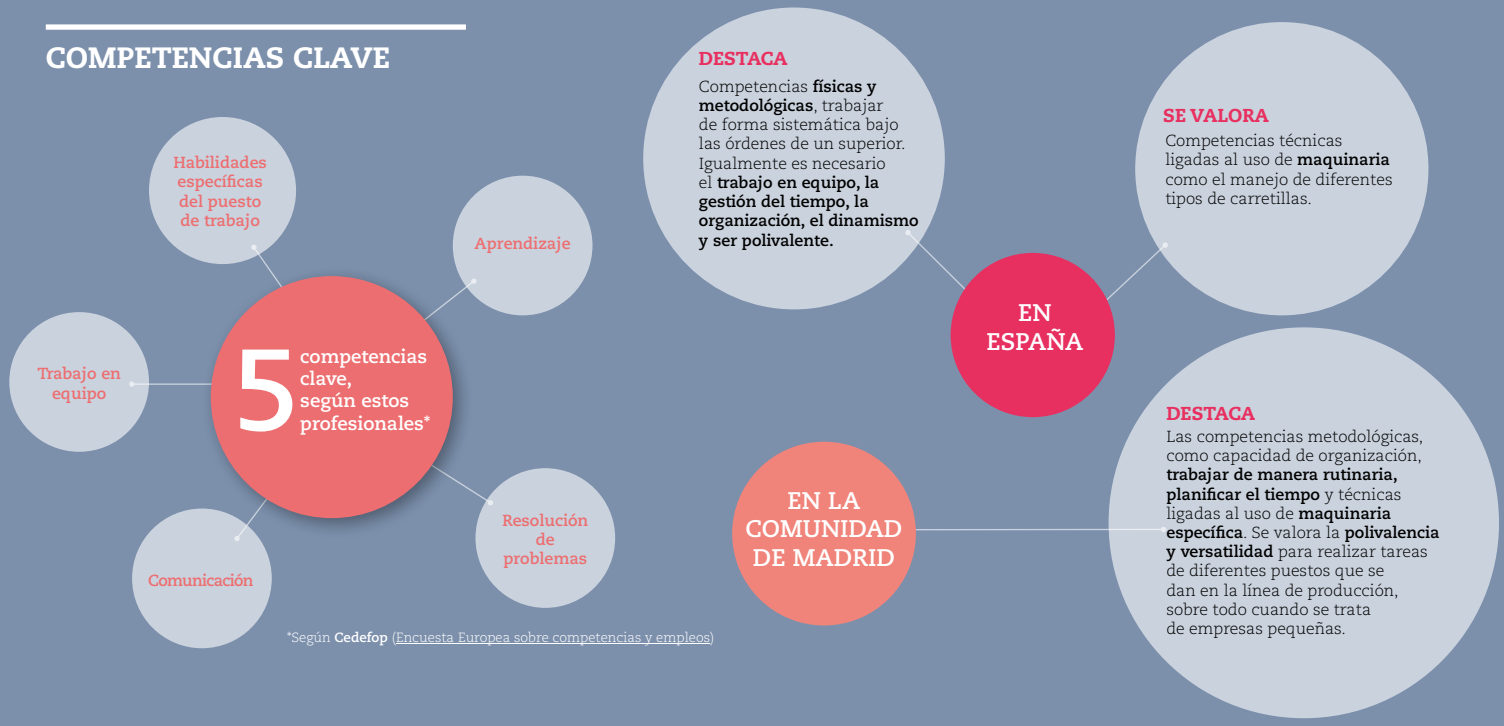 COMPETENCIAS CLAVE
Habilidades
específicas
del puesto
de trabajo
Aprendizaje
Trabajo en
equipo
5 competencias
clave,
según estos
profesionales*
Comunicación
Resolución
de
problemas
*Según Cedefop (Encuesta Europea sobre competencias y empleos)
DESTACA
Competencias físicas y
metodológicas, trabajar
de forma sistemática bajo
las órdenes de un superior.
Igualmente es necesario
el trabajo en equipo, la
gestión del tiempo, la
organización, el dinamismo
y ser polivalente.
SE VALORA
Competencias técnicas
ligadas al uso de maquinaria
como el manejo de diferentes
tipos de carretillas.
EN
ESPAÑA
EN LA
COMUNIDAD
DE MADRID
DESTACA
Las competencias metodológicas,
como capacidad de organización,
trabajar de manera rutinaria,
planificar el tiempo y técnicas
ligadas al uso de maquinaria
específica. Se valora la polivalencia
y versatilidad para realizar tareas
de diferentes puestos que se
dan en la línea de producción,
sobre todo cuando se trata
de empresas pequeñas.